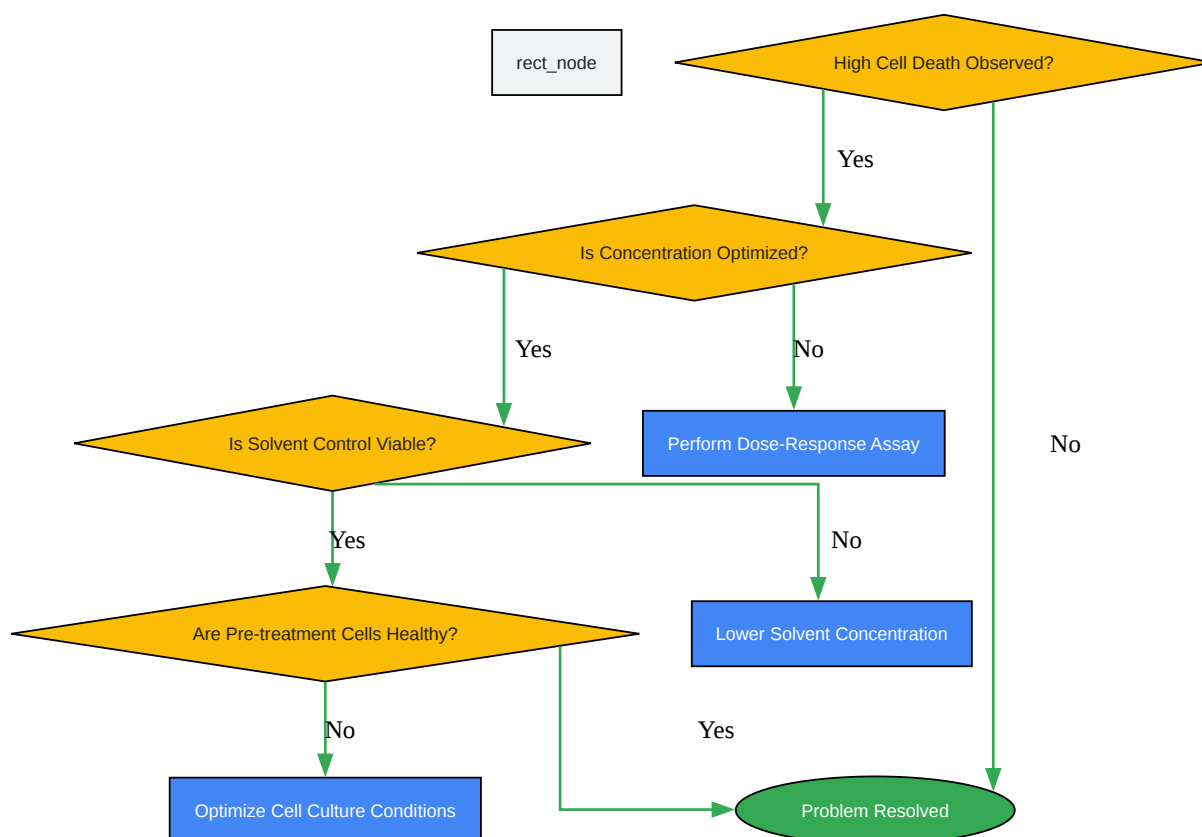 rect_node
High Cell Death Observed?
Yes
Is Concentration Optimized?
Yes
No
Is Solvent Control Viable?
Perform Dose-Response Assay
No
Yes
No
Are Pre-treatment Cells Healthy?
Lower Solvent Concentration
No
Yes
Optimize Cell Culture Conditions
Problem Resolved